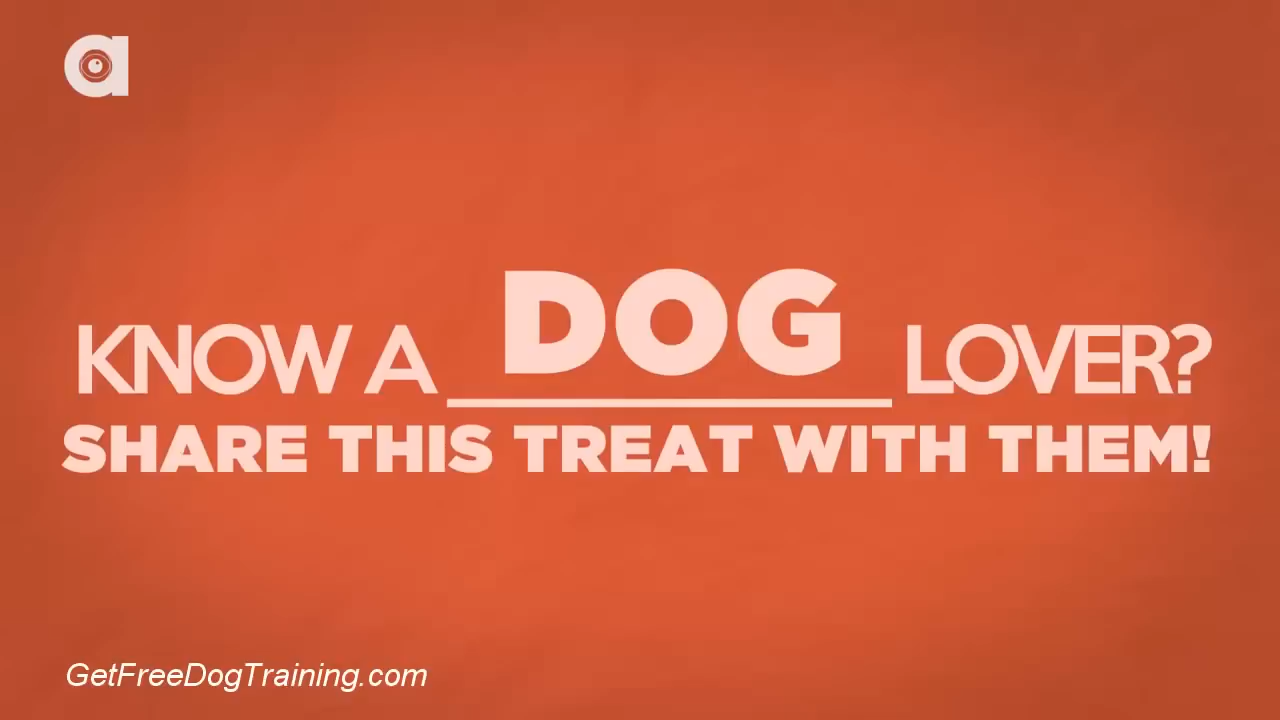 a
KNOW A DOG LOVER?
SHARE THIS TREAT WITH THEM!
GetFreeDogTraining.com